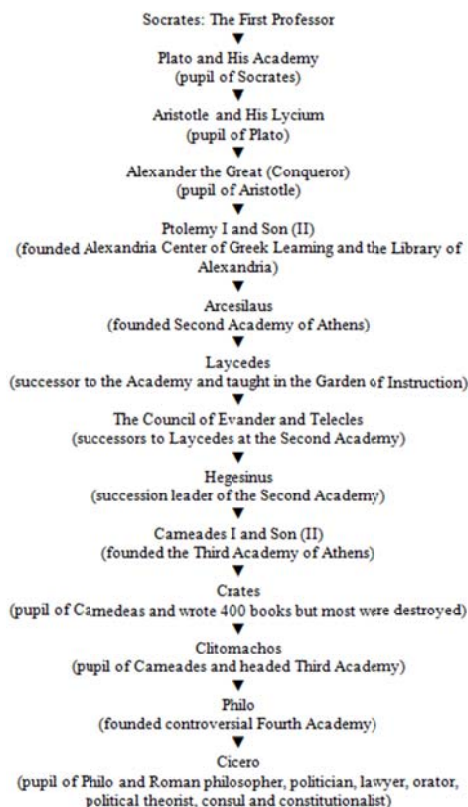 Socrates: The First Professor
▼
Plato and His Academy
(pupil of Socrates)
▼
Aristotle and His Lycium
(pupil of Plato)
▼
Alexander the Great (Conqueror)
(pupil of Aristotle)
▼
Ptolemy I and Son (II)
(founded Alexandria Center of Greek Learning and the Library of
Alexandria)
▼
Arcesilaus
(founded Second Academy of Athens)
▼
Laycedes
(successor to the Academy and taught in the Garden of Instruction)
▼
The Council of Evander and Telecles
(successors to Laycedes at the Second Academy)
▼
Hegesinus
(succession leader of the Second Academy)
▼
Carneades I and Son (II)
(founded the Third Academy of Athens)
▼
Crates
(pupil of Carnedeas and wrote 400 books but most were destroyed)
▼
Clitomachos
(pupil of Carneades and headed Third Academy)
▼
Philo
(founded controversial Fourth Academy)
▼
Cicero
(pupil of Philo and Roman philosopher, politician, lawyer, orator,
political theorist, consul and constitutionalist)